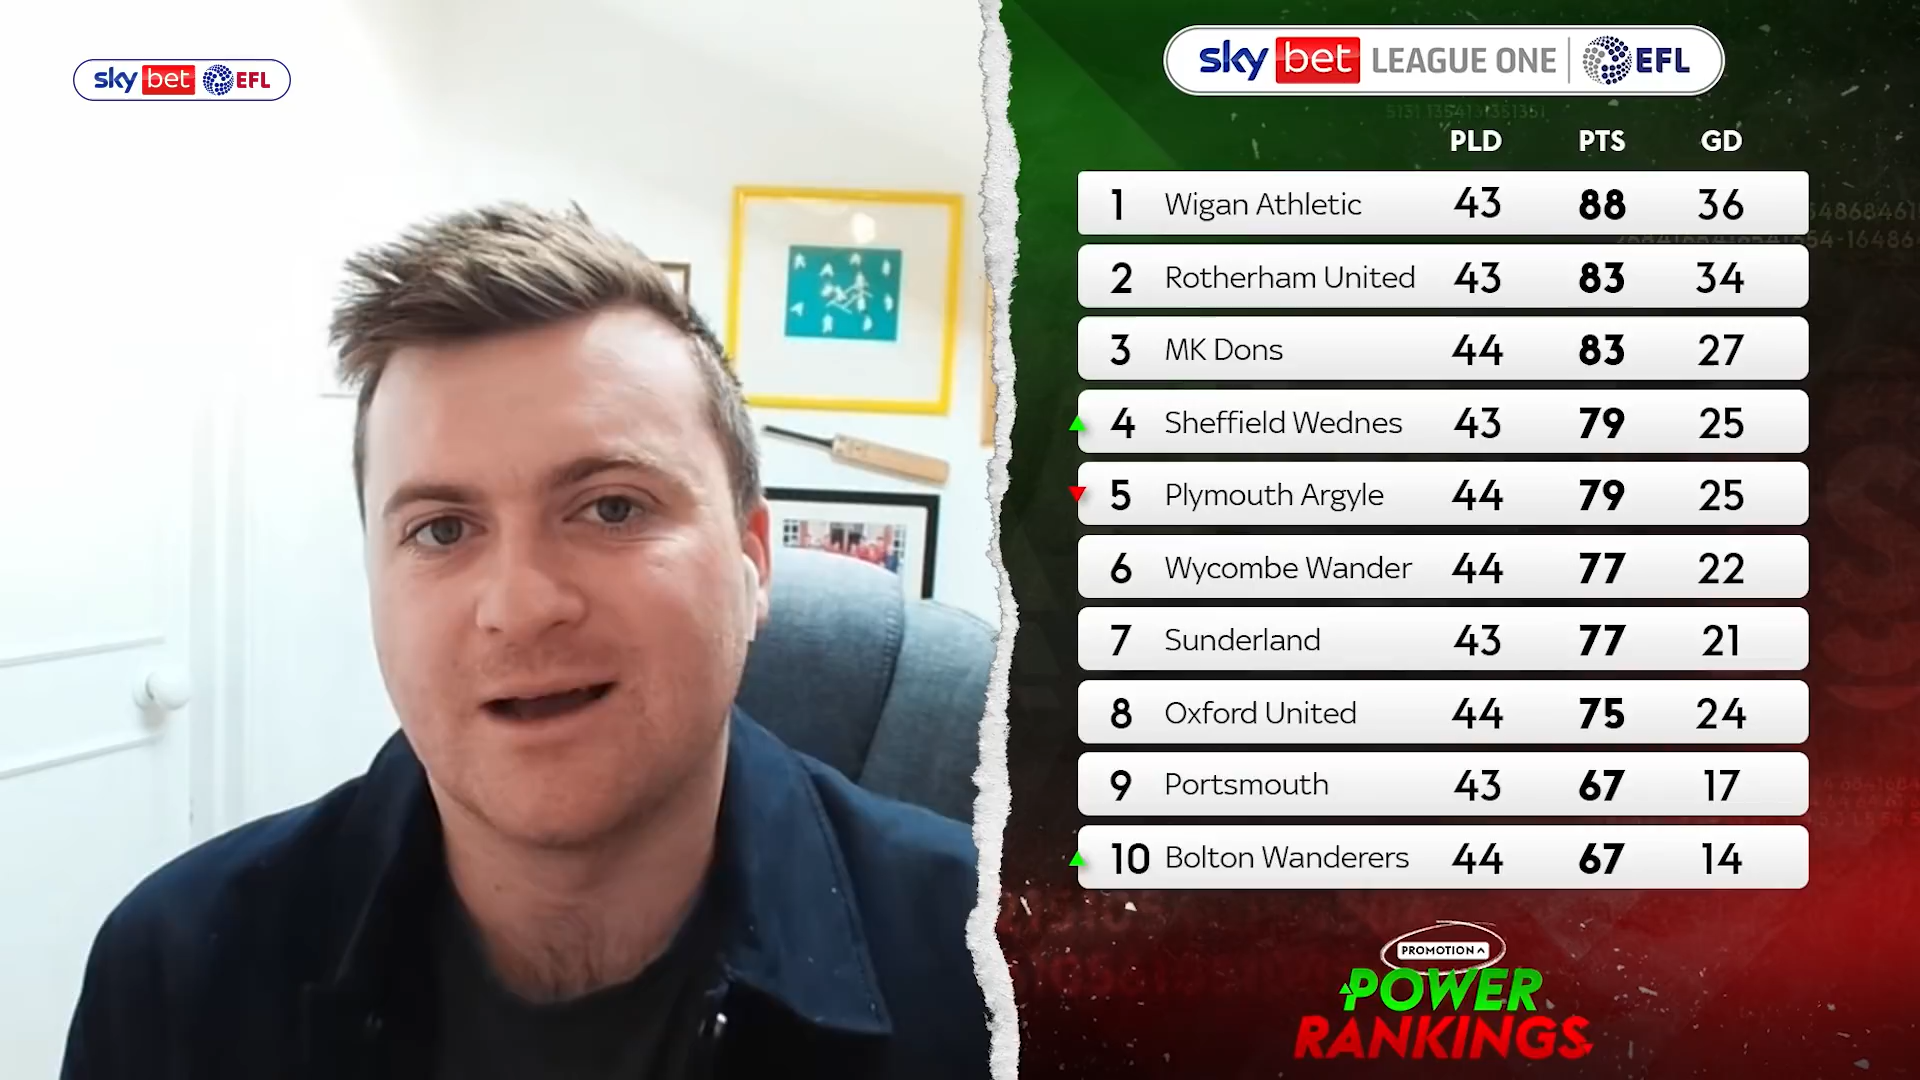 sky bet EFL
sky bet LEAGUE ONE EFL
5131 1354131351351
PLD PTS GD
1 Wigan Athletic 43 88 36
2 Rotherham United 43 83 34
3 MK Dons 44 83 27
4 Sheffield Wednes 43 79 25
5 Plymouth Argyle 44 79 25
6 Wycombe Wander 44 77 22
7 Sunderland 43 77 21
8 Oxford United 44 75 24
9 Portsmouth 43 67 17
10 Bolton Wanderers 44 67 14
PROMOTION
POWER
RANKINGS